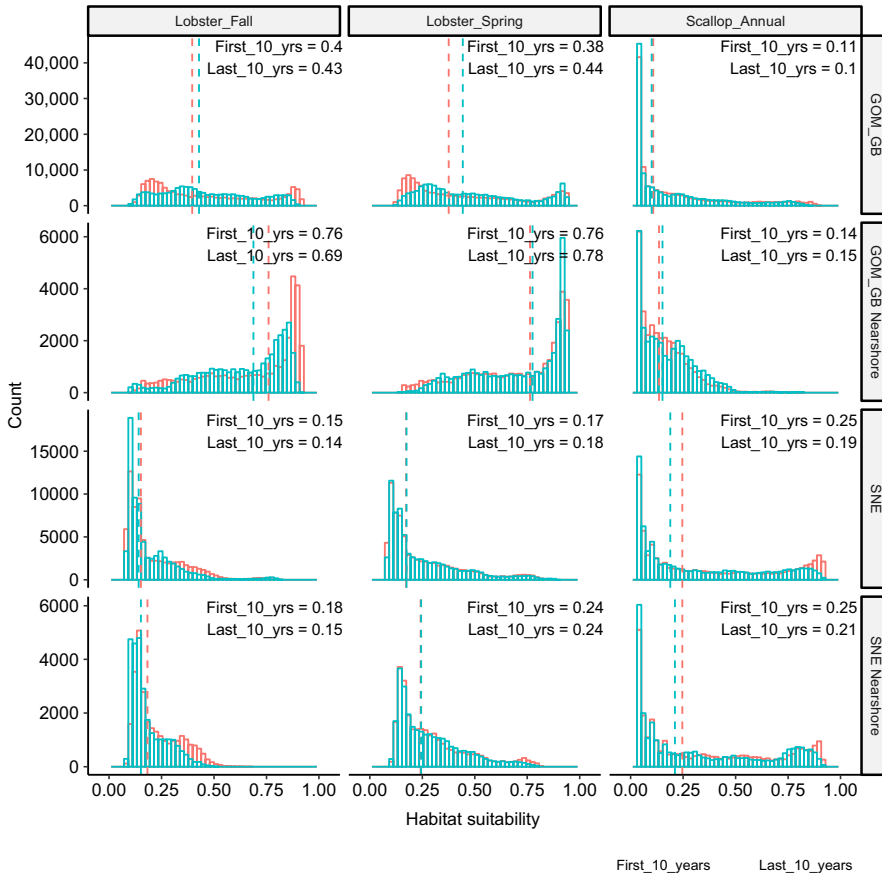 Lobster_Fall Lobster_Spring Scallop_Annual
First_10_yrs = 0.4 First_10_yrs = 0.38 First_10_yrs = 0.11
Last_10_yrs = 0.43 Last_10_yrs = 0.44 Last_10_yrs = 0.1
40,000
30,000
20,000
10,000
0
GOM_GB
First_10_yrs = 0.76 First_10_yrs = 0.76 First_10_yrs = 0.14
Last_10_yrs = 0.69 Last_10_yrs = 0.78 Last_10_yrs = 0.15
6000
4000
2000
0
GOM_GB Nearshore
Count
First_10_yrs = 0.15 First_10_yrs = 0.17 First_10_yrs = 0.25
Last_10_yrs = 0.14 Last_10_yrs = 0.18 Last_10_yrs = 0.19
15000
10000
5000
0
SNE
First_10_yrs = 0.18 First_10_yrs = 0.24 First_10_yrs = 0.25
Last_10_yrs = 0.15 Last_10_yrs = 0.24 Last_10_yrs = 0.21
6000
4000
2000
0
SNE Nearshore
0.00 0.25 0.50 0.75 1.00 0.00 0.25 0.50 0.75 1.00 0.00 0.25 0.50 0.75 1.00
Habitat suitability
First_10_years Last_10_years